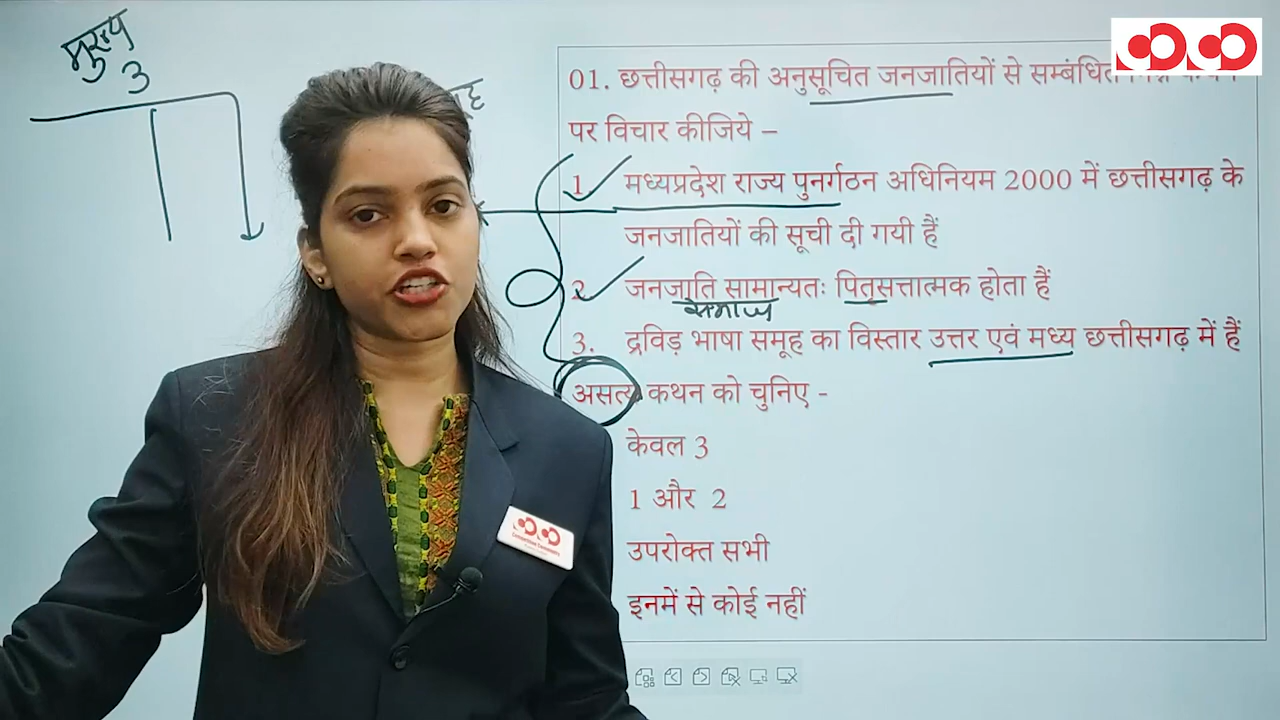 मुख्य
3
01. छत्तीसगढ़ की अनुसूचित जनजातियों से सम्बंधित
पर विचार कीजिये –
1. मध्यप्रदेश राज्य पुनर्गठन अधिनियम 2000 में छत्तीसगढ़ के
जनजातियों की सूची दी गयी हैं
2. जनजाति सामान्यतः पितृसत्तात्मक होता हैं
समाज
3. द्रविड़ भाषा समूह का विस्तार उत्तर एवं मध्य छत्तीसगढ़ में हैं
असत्य कथन को चुनिए -
केवल 3
1 और 2
उपरोक्त सभी
इनमें से कोई नहीं